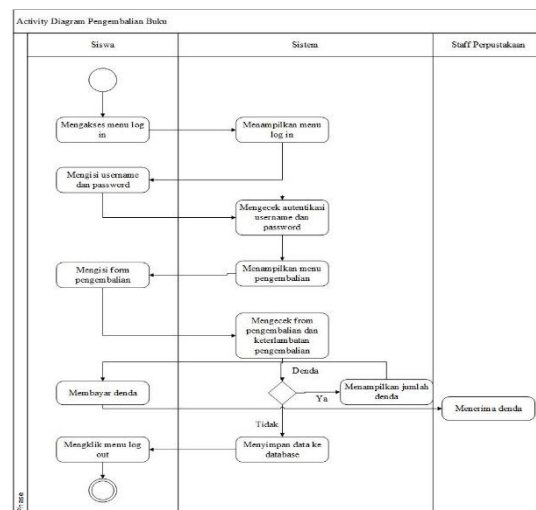 Activity Diagram Pengembalian Buku
Siswa
Sistem
Staff Perpustakaan
Mengakses menu log
in
Menampilkan menu
log in
Mengisi username
dan password
Mengecek autentikasi
username dan
password
Menampilkan menu
pengembalian
Mengisi form
pengembalian
Mengecek from
pengembalian dan
keterlambatan
pengembalian
Denda
Ya
Menampilkan jumlah
denda
Membayar denda
Menerima denda
Tidak
Menyimpan data ke
database
Mengklik menu log
out
Phase